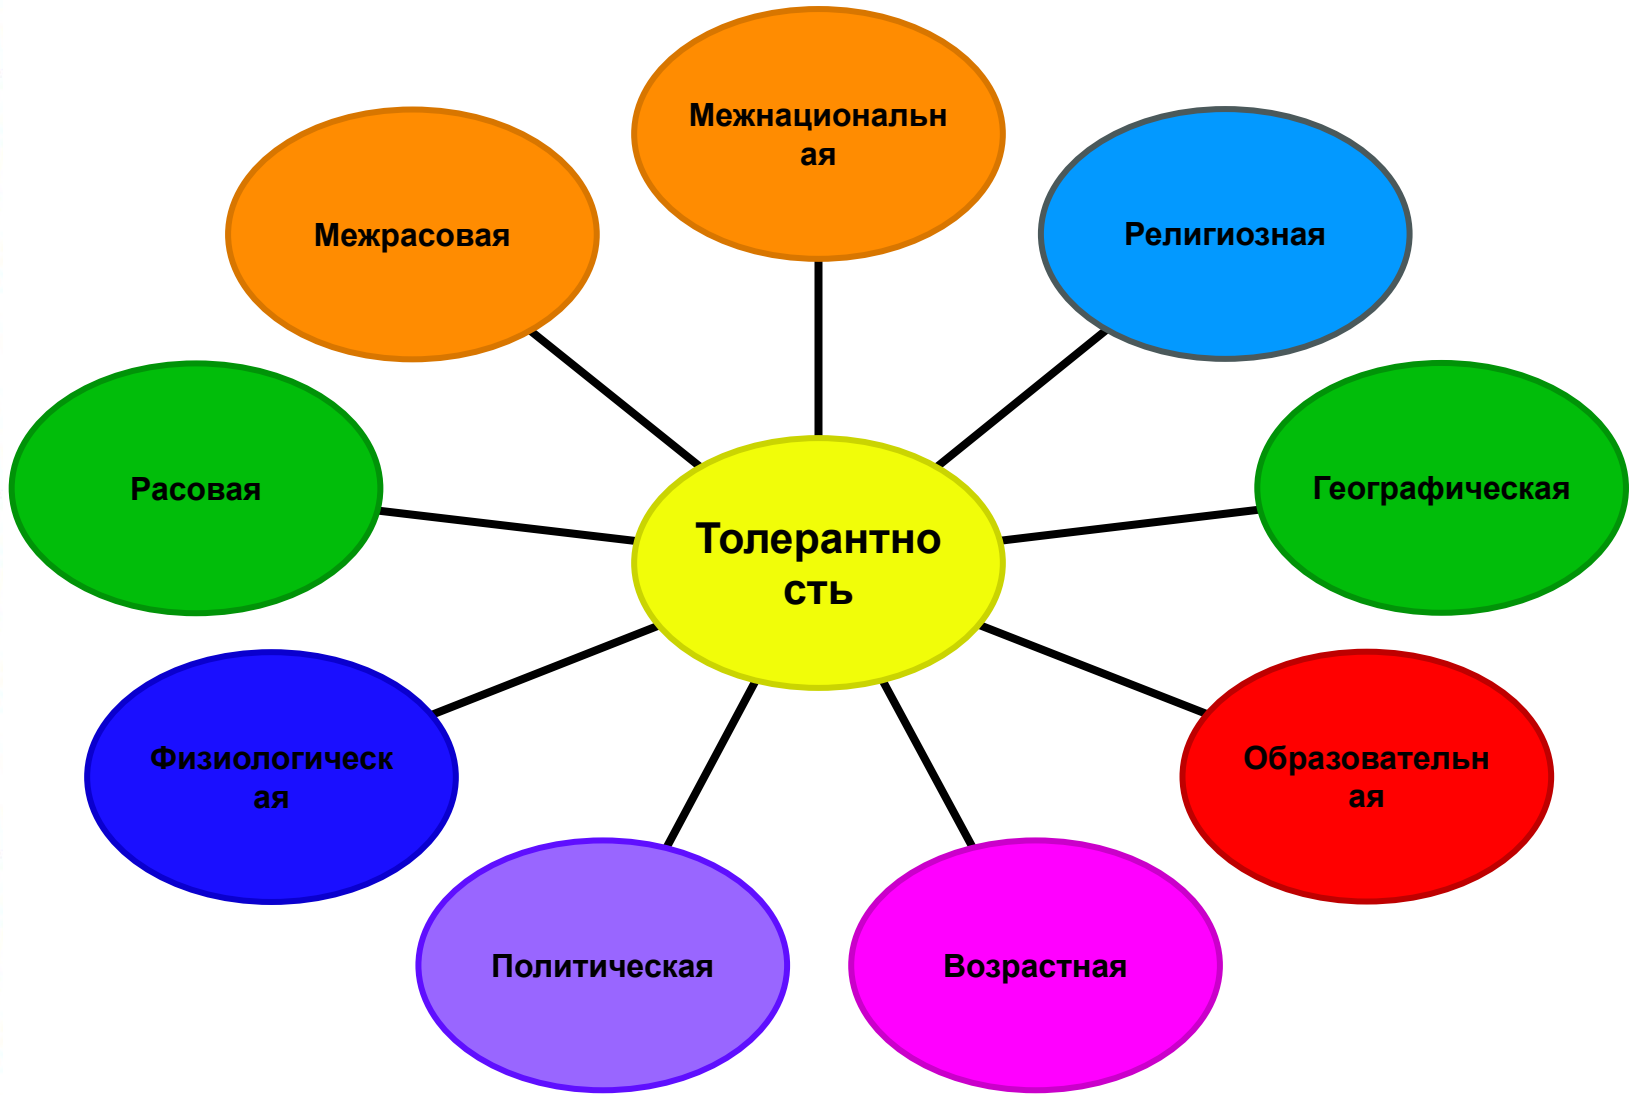 Межнациональн
ая
Межрасовая
Религиозная
Расовая
Географическая
Толерантно
сть
Физиологическ
ая
Образовательн
ая
Политическая
Возрастная